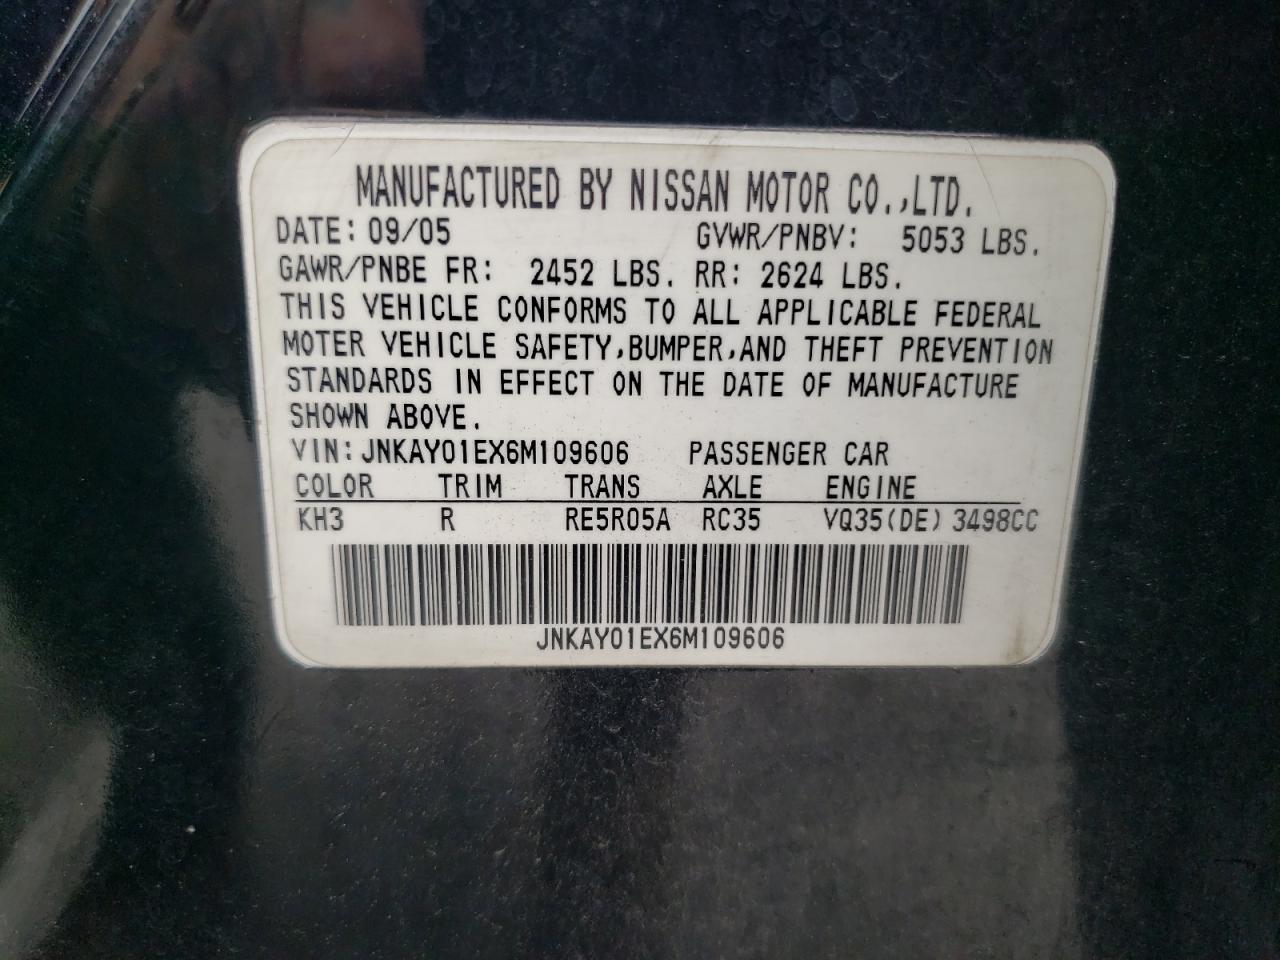 MANUFACTURED BY NISSAN MOTOR CO.,LTD.
DATE: 09/05 GVWR/PNBV: 5053 LBS.
GAWR/PNBE FR: 2452 LBS. RR: 2624 LBS.
THIS VEHICLE CONFORMS TO ALL APPLICABLE FEDERAL
MOTER VEHICLE SAFETY,BUMPER,AND THEFT PREVENTION
STANDARDS IN EFFECT ON THE DATE OF MANUFACTURE
SHOWN ABOVE.
VIN:JNKAY01EX6M109606 PASSENGER CAR
COLOR TRIM TRANS AXLE ENGINE
KH3 R RE5R05A RC35 VQ35(DE) 3498CC
JNKAY01EX6M109606